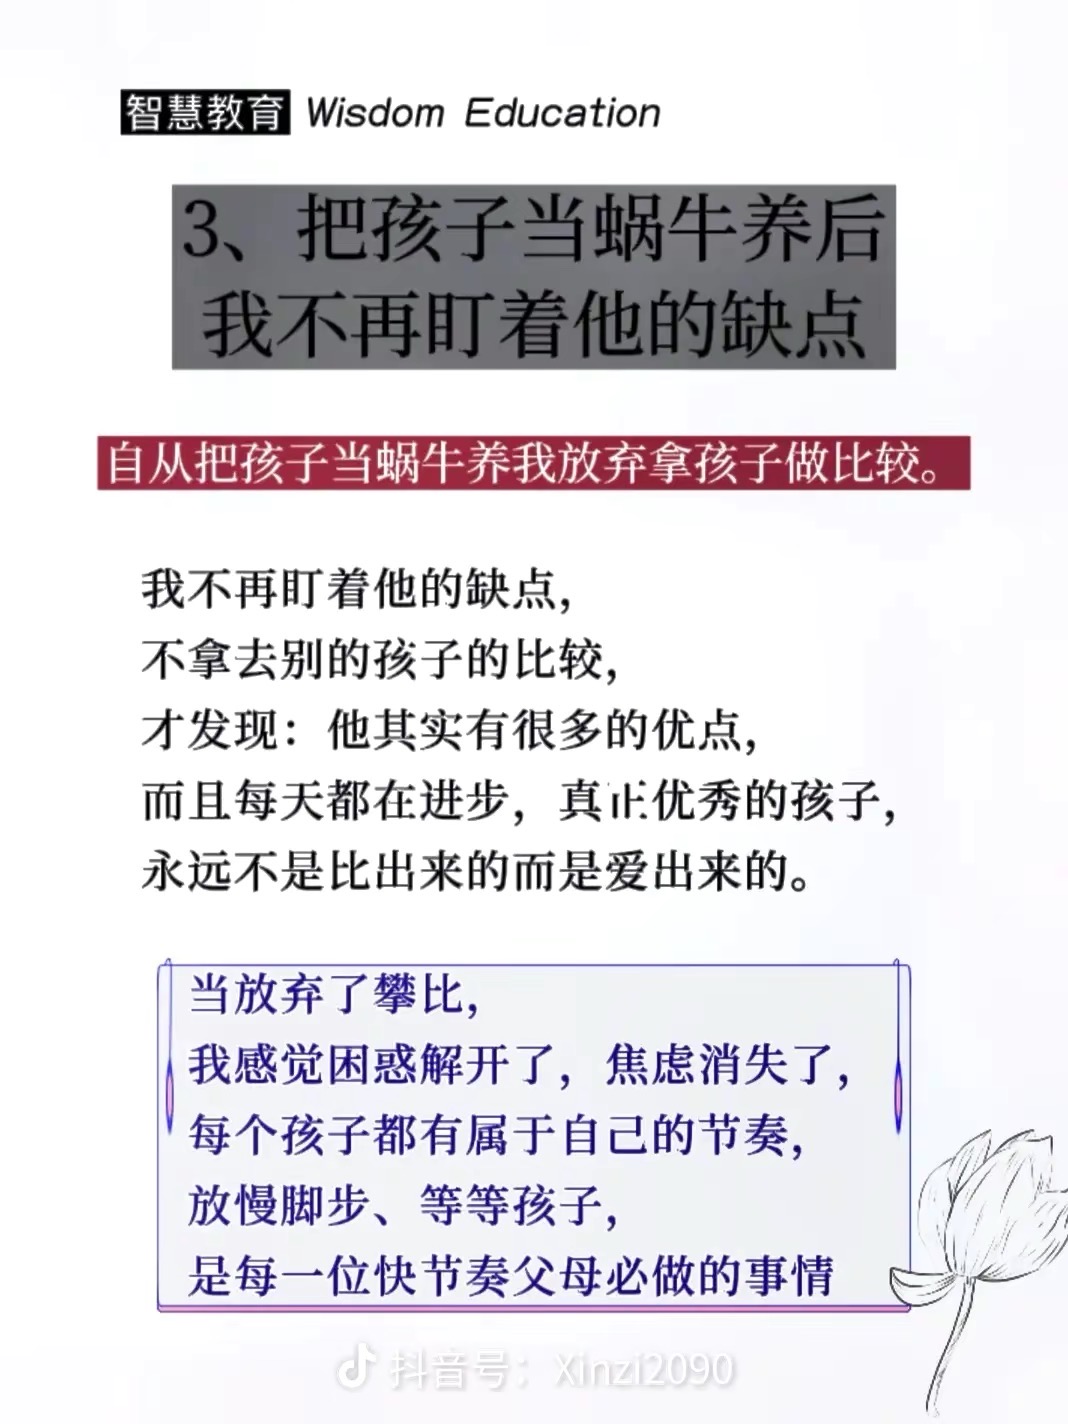 智慧教育 Wisdom Education
3、把孩子当蜗牛养后
我不再盯着他的缺点
自从把孩子当蜗牛养我放弃拿孩子做比较。
我不再盯着他的缺点,
不拿去别的孩子的比较,
才发现：他其实有很多的优点,
而且每天都在进步，真正优秀的孩子,
永远不是比出来的而是爱出来的。
当放弃了攀比,
我感觉困惑解开了，焦虑消失了,
每个孩子都有属于自己的节奏,
放慢脚步、等等孩子,
是每一位快节奏父母必做的事情
抖音号：Xinzi2090